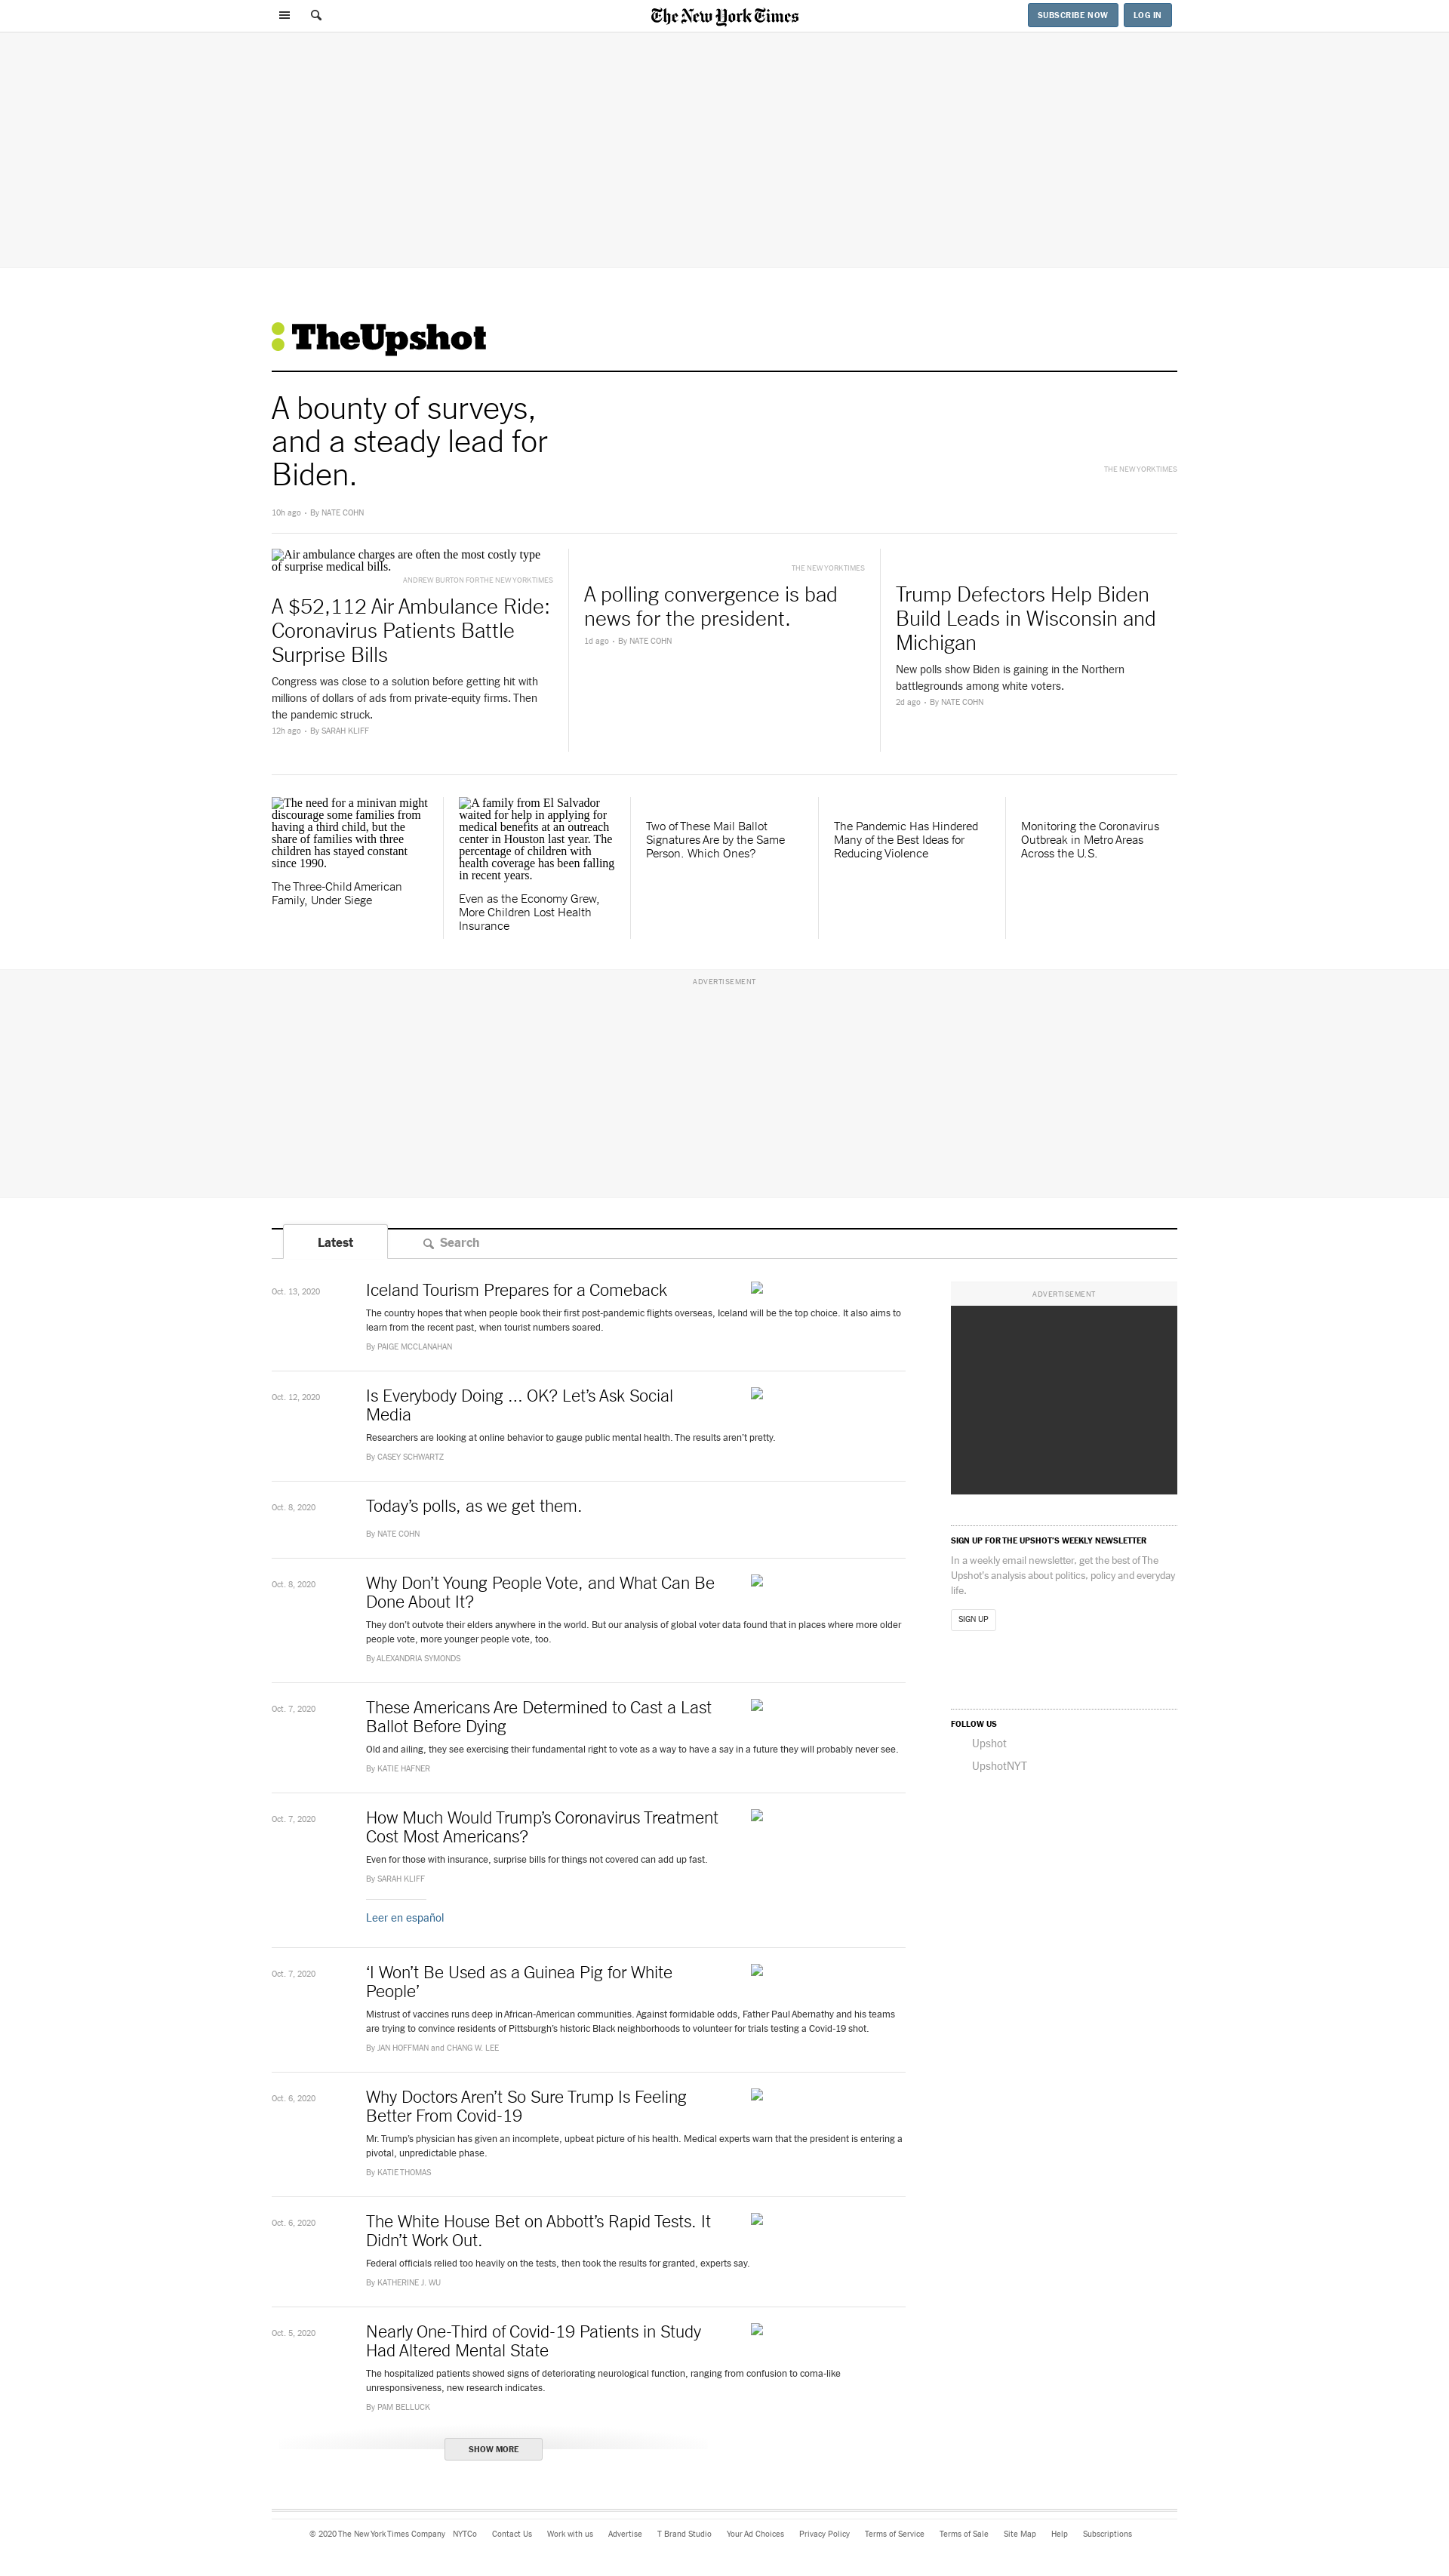 The New York Times
SUBSCRIBE NOW
LOG IN
TheUpshot
A bounty of surveys,
and a steady lead for
Biden.
THE NEW YORK TIMES
10h ago • By NATE COHN
Air ambulance charges are often the most costly type
of surprise medical bills.
ANDREW BURTON FOR THE NEW YORK TIMES
A $52,112 Air Ambulance Ride:
Coronavirus Patients Battle
Surprise Bills
Congress was close to a solution before getting hit with
millions of dollars of ads from private-equity firms. Then
the pandemic struck.
12h ago • By SARAH KLIFF
THE NEW YORK TIMES
A polling convergence is bad
news for the president.
1d ago • By NATE COHN
Trump Defectors Help Biden
Build Leads in Wisconsin and
Michigan
New polls show Biden is gaining in the Northern
battlegrounds among white voters.
2d ago • By NATE COHN
The need for a minivan might
discourage some families from
having a third child, but the
share of families with three
children has stayed constant
since 1990.
The Three-Child American
Family, Under Siege
A family from El Salvador
waited for help in applying for
medical benefits at an outreach
center in Houston last year. The
percentage of children with
health coverage has been falling
in recent years.
Even as the Economy Grew,
More Children Lost Health
Insurance
Two of These Mail Ballot
Signatures Are by the Same
Person. Which Ones?
The Pandemic Has Hindered
Many of the Best Ideas for
Reducing Violence
Monitoring the Coronavirus
Outbreak in Metro Areas
Across the U.S.
ADVERTISEMENT
Latest
Search
Oct. 13, 2020
Iceland Tourism Prepares for a Comeback
The country hopes that when people book their first post-pandemic flights overseas, Iceland will be the top choice. It also aims to
learn from the recent past, when tourist numbers soared.
By PAIGE MCCLANAHAN
Oct. 12, 2020
Is Everybody Doing ... OK? Let’s Ask Social
Media
Researchers are looking at online behavior to gauge public mental health. The results aren’t pretty.
By CASEY SCHWARTZ
Oct. 8, 2020
Today’s polls, as we get them.
By NATE COHN
Oct. 8, 2020
Why Don’t Young People Vote, and What Can Be
Done About It?
They don’t outvote their elders anywhere in the world. But our analysis of global voter data found that in places where more older
people vote, more younger people vote, too.
By ALEXANDRIA SYMONDS
Oct. 7, 2020
These Americans Are Determined to Cast a Last
Ballot Before Dying
Old and ailing, they see exercising their fundamental right to vote as a way to have a say in a future they will probably never see.
By KATIE HAFNER
Oct. 7, 2020
How Much Would Trump’s Coronavirus Treatment
Cost Most Americans?
Even for those with insurance, surprise bills for things not covered can add up fast.
By SARAH KLIFF
Leer en español
Oct. 7, 2020
‘I Won’t Be Used as a Guinea Pig for White
People’
Mistrust of vaccines runs deep in African-American communities. Against formidable odds, Father Paul Abernathy and his teams
are trying to convince residents of Pittsburgh’s historic Black neighborhoods to volunteer for trials testing a Covid-19 shot.
By JAN HOFFMAN and CHANG W. LEE
Oct. 6, 2020
Why Doctors Aren’t So Sure Trump Is Feeling
Better From Covid-19
Mr. Trump’s physician has given an incomplete, upbeat picture of his health. Medical experts warn that the president is entering a
pivotal, unpredictable phase.
By KATIE THOMAS
Oct. 6, 2020
The White House Bet on Abbott’s Rapid Tests. It
Didn’t Work Out.
Federal officials relied too heavily on the tests, then took the results for granted, experts say.
By KATHERINE J. WU
Oct. 5, 2020
Nearly One-Third of Covid-19 Patients in Study
Had Altered Mental State
The hospitalized patients showed signs of deteriorating neurological function, ranging from confusion to coma-like
unresponsiveness, new research indicates.
By PAM BELLUCK
SHOW MORE
ADVERTISEMENT
SIGN UP FOR THE UPSHOT’S WEEKLY NEWSLETTER
In a weekly email newsletter, get the best of The
Upshot’s analysis about politics, policy and everyday
life.
SIGN UP
FOLLOW US
Upshot
UpshotNYT
© 2020 The New York Times Company NYTCo Contact Us Work with us Advertise T Brand Studio Your Ad Choices Privacy Policy Terms of Service Terms of Sale Site Map Help Subscriptions